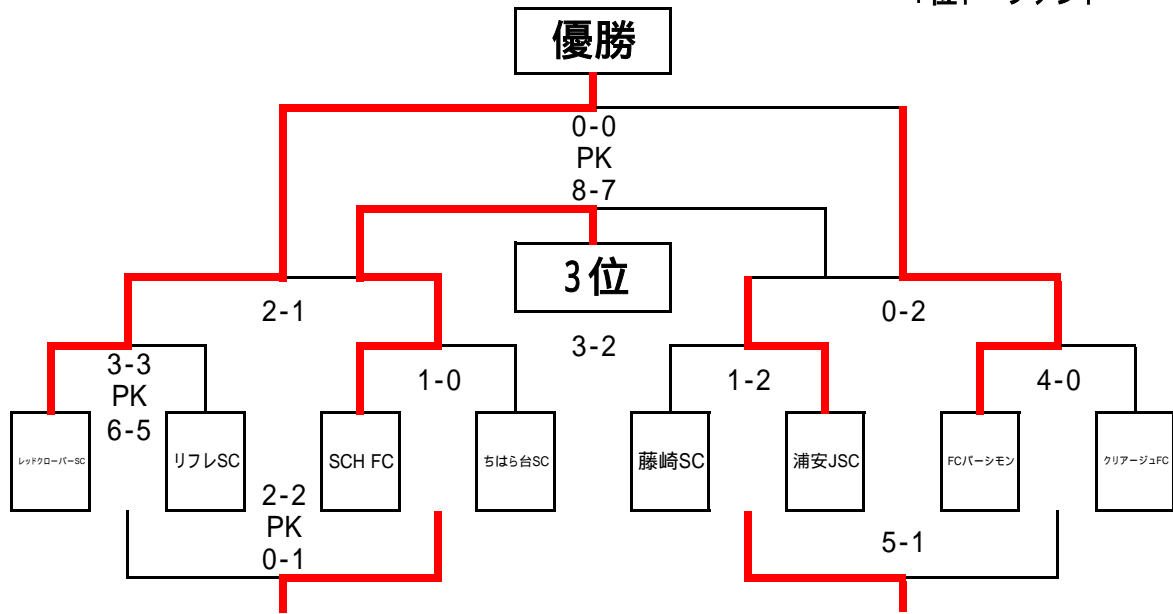 優勝
0-0
PK
8-7
3位
2-1
0-2
3-2
3-3
PK
6-5
1-0
1-2
4-0
レッドクローバーSC
リフレSC
SCH FC
ちはら台SC
藤崎SC
浦安JSC
FCパーシモン
クリアージュFC
2-2
PK
0-1
5-1